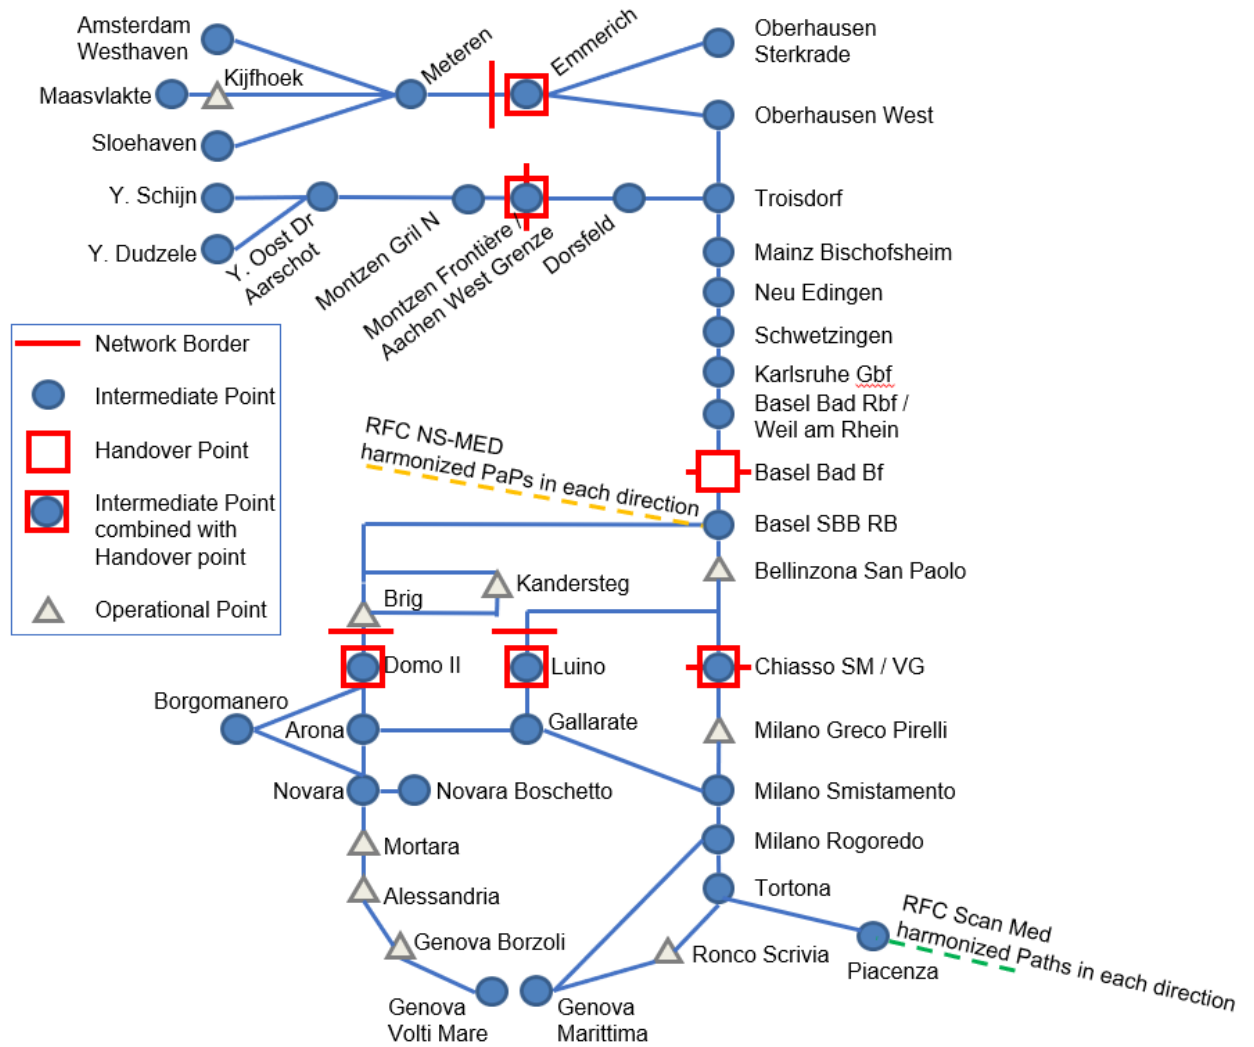 Amsterdam
Westhaven
Maasvlakte
Kijfhoek
Sloehaven
Meteren
Emmerich
Oberhausen
Sterkrade
Oberhausen West
Y. Schijn
Y. Dudzele
Y. Oost Dr
Aarschot
Montzen Gril N
Montzen Frontière /
Aachen West Grenze
Dorsfeld
Troisdorf
Mainz Bischofsheim
Neu Edingen
Schwetzingen
Karlsruhe Gbf
Basel Bad Rbf /
Weil am Rhein
Basel Bad Bf
Network Border
Intermediate Point
Handover Point
Intermediate Point
combined with
Handover point
Operational Point
RFC NS-MED
harmonized PaPs in each direction
Basel SBB RB
Bellinzona San Paolo
Kandersteg
Brig
Domo II
Luino
Chiasso SM / VG
Borgomanero
Arona
Gallarate
Milano Greco Pirelli
Novara
Novara Boschetto
Milano Smistamento
Mortara
Milano Rogoredo
Alessandria
Tortona
Genova Borzoli
Ronco Scrivia
RFC Scan Med
harmonized Paths in each direction
Piacenza
Genova
Volti Mare
Genova
Marittima